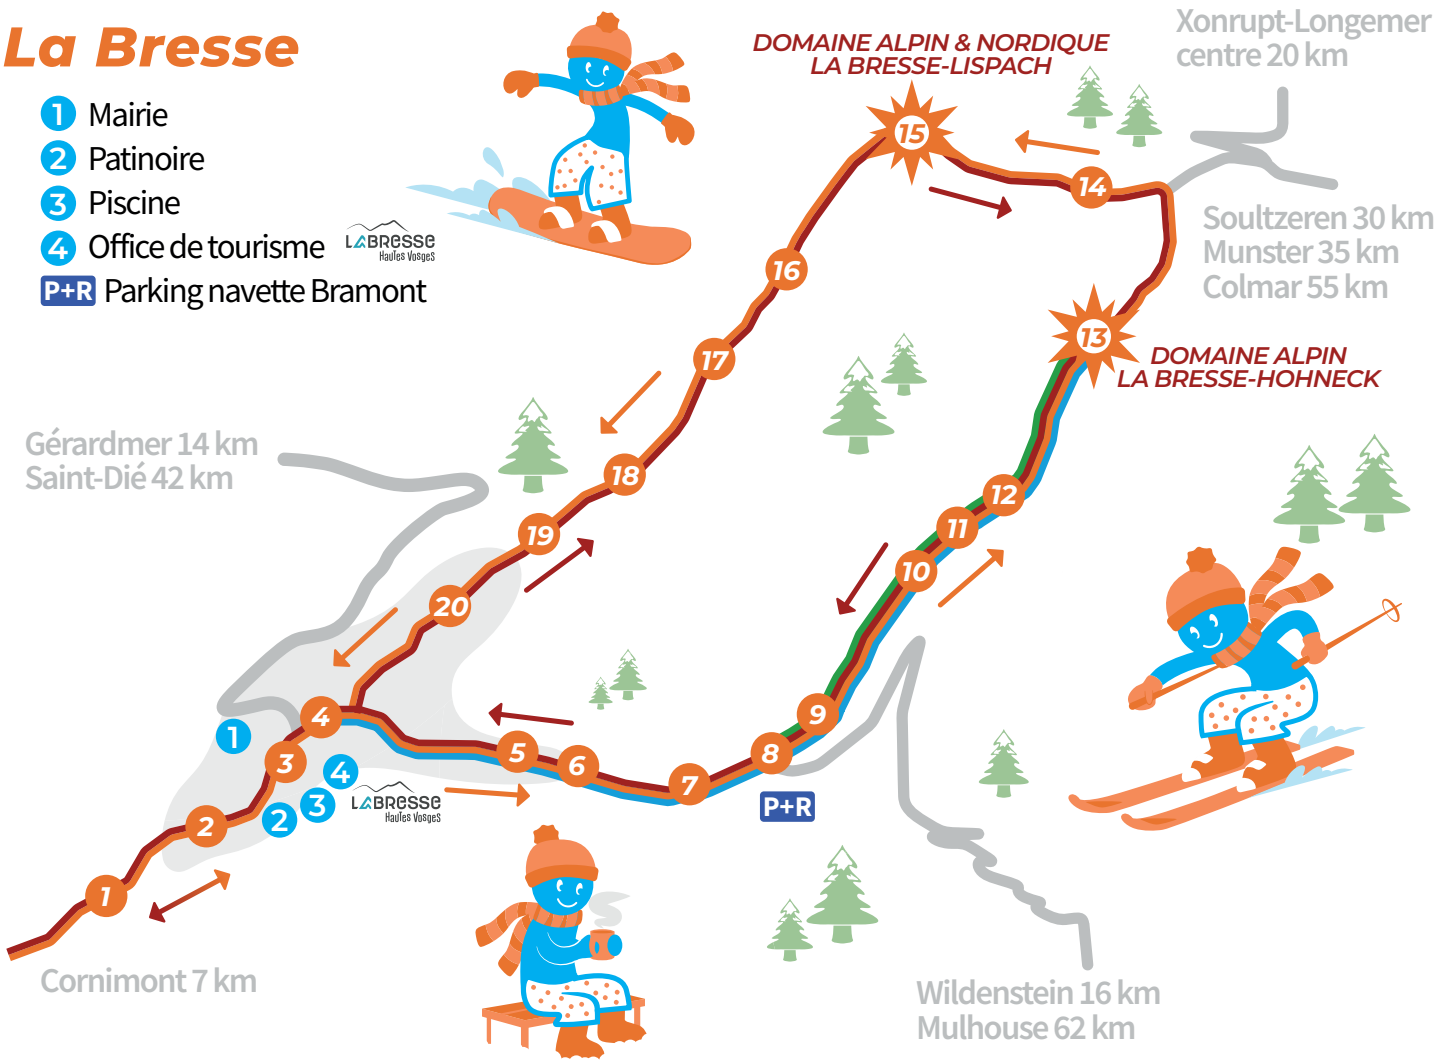 La Bresse
1 Mairie
2 Patinoire
3 Piscine
4 Office de tourisme
LABRESSE
HAUTES VOSGES
P+R Parking navette Bramont
DOMAINE ALPIN & NORDIQUE
LA BRESSE-LISPACH
Xonrupt-Longemer
centre 20 km
15
14
Soultzeren 30 km
Munster 35 km
Colmar 55 km
16
13
DOMAINE ALPIN
LA BRESSE-HOHNECK
17
Gérardmer 14 km
Saint-Dié 42 km
18
12
19
11
10
20
4
9
1
5
8
3
6
7
4
LABRESSE
HAUTES VOSGES
3
P+R
2
2
1
Cornimont 7 km
Wildenstein 16 km
Mulhouse 62 km